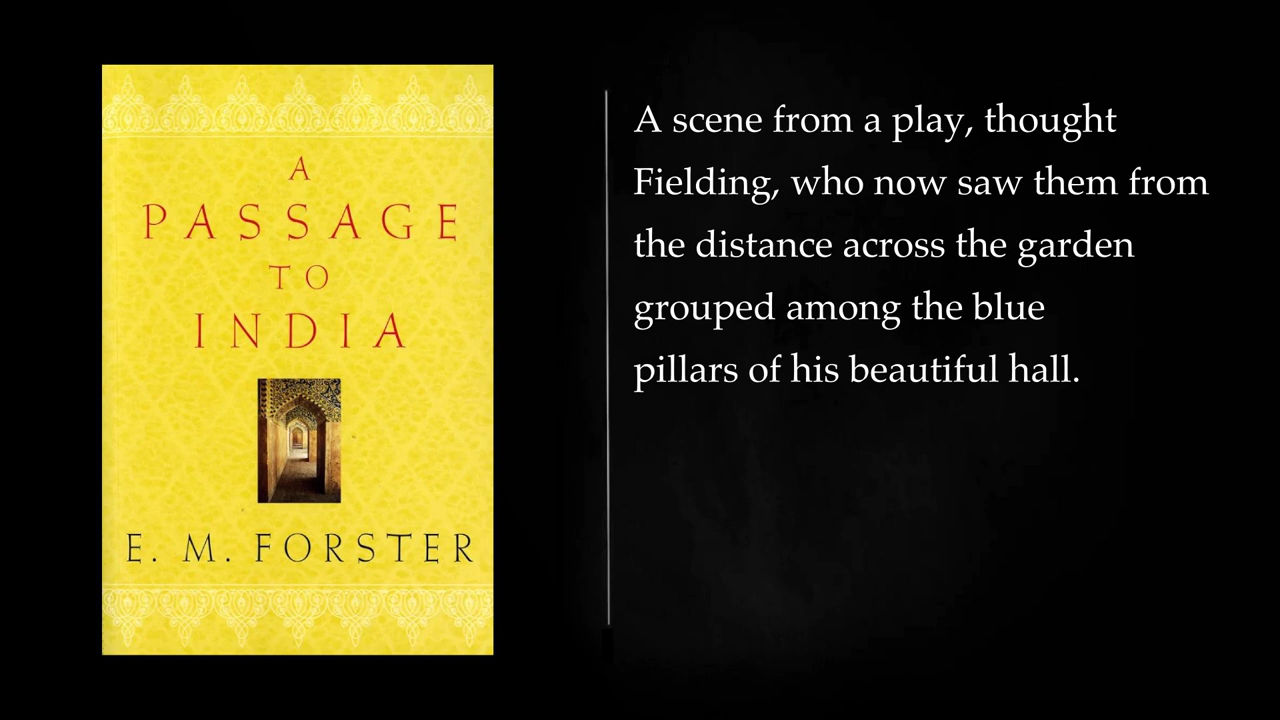 A
PASSAGE
TO
INDIA
E. M. FORSTER
A scene from a play, thought
Fielding, who now saw them from
the distance across the garden
grouped among the blue
pillars of his beautiful hall.